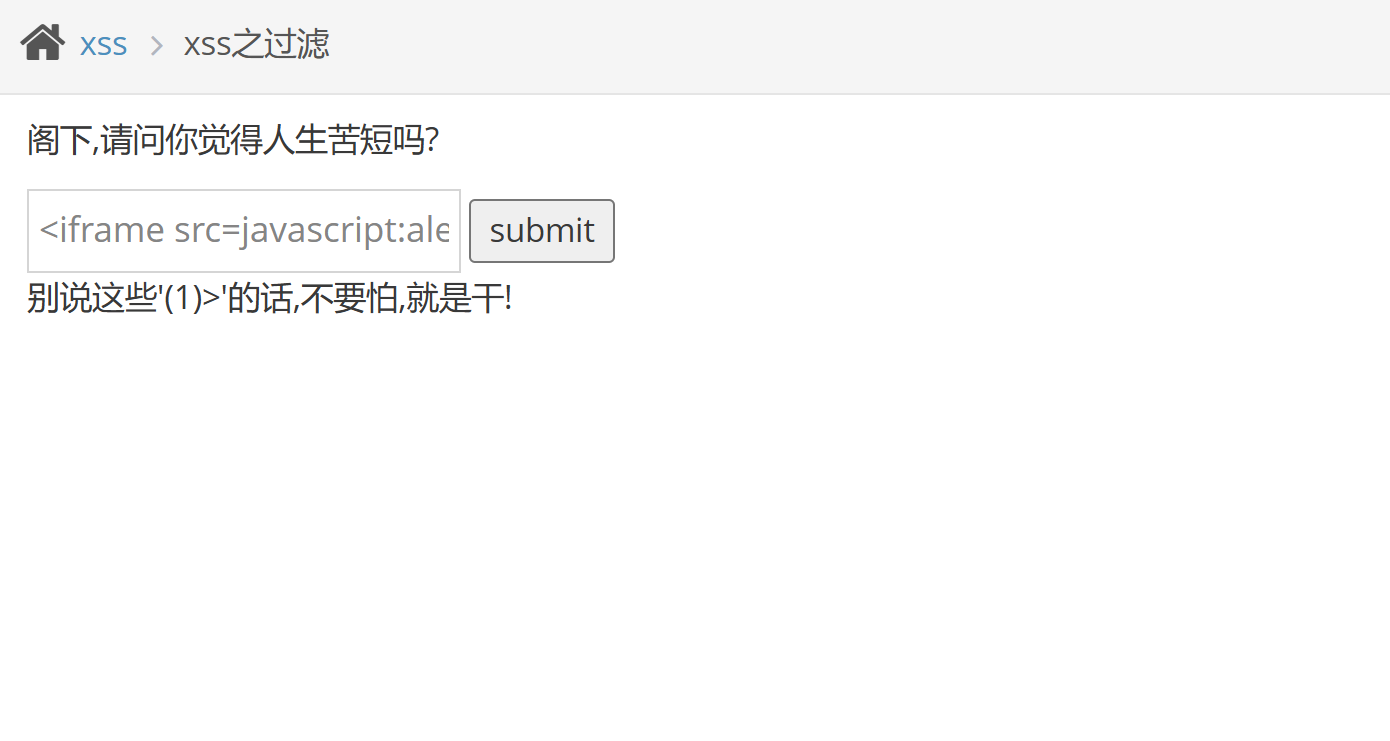 xss > xss之过滤
阁下,请问你觉得人生苦短吗?
<iframe src=javascript:ale submit
别说这些'(1)>'的话,不要怕,就是干!